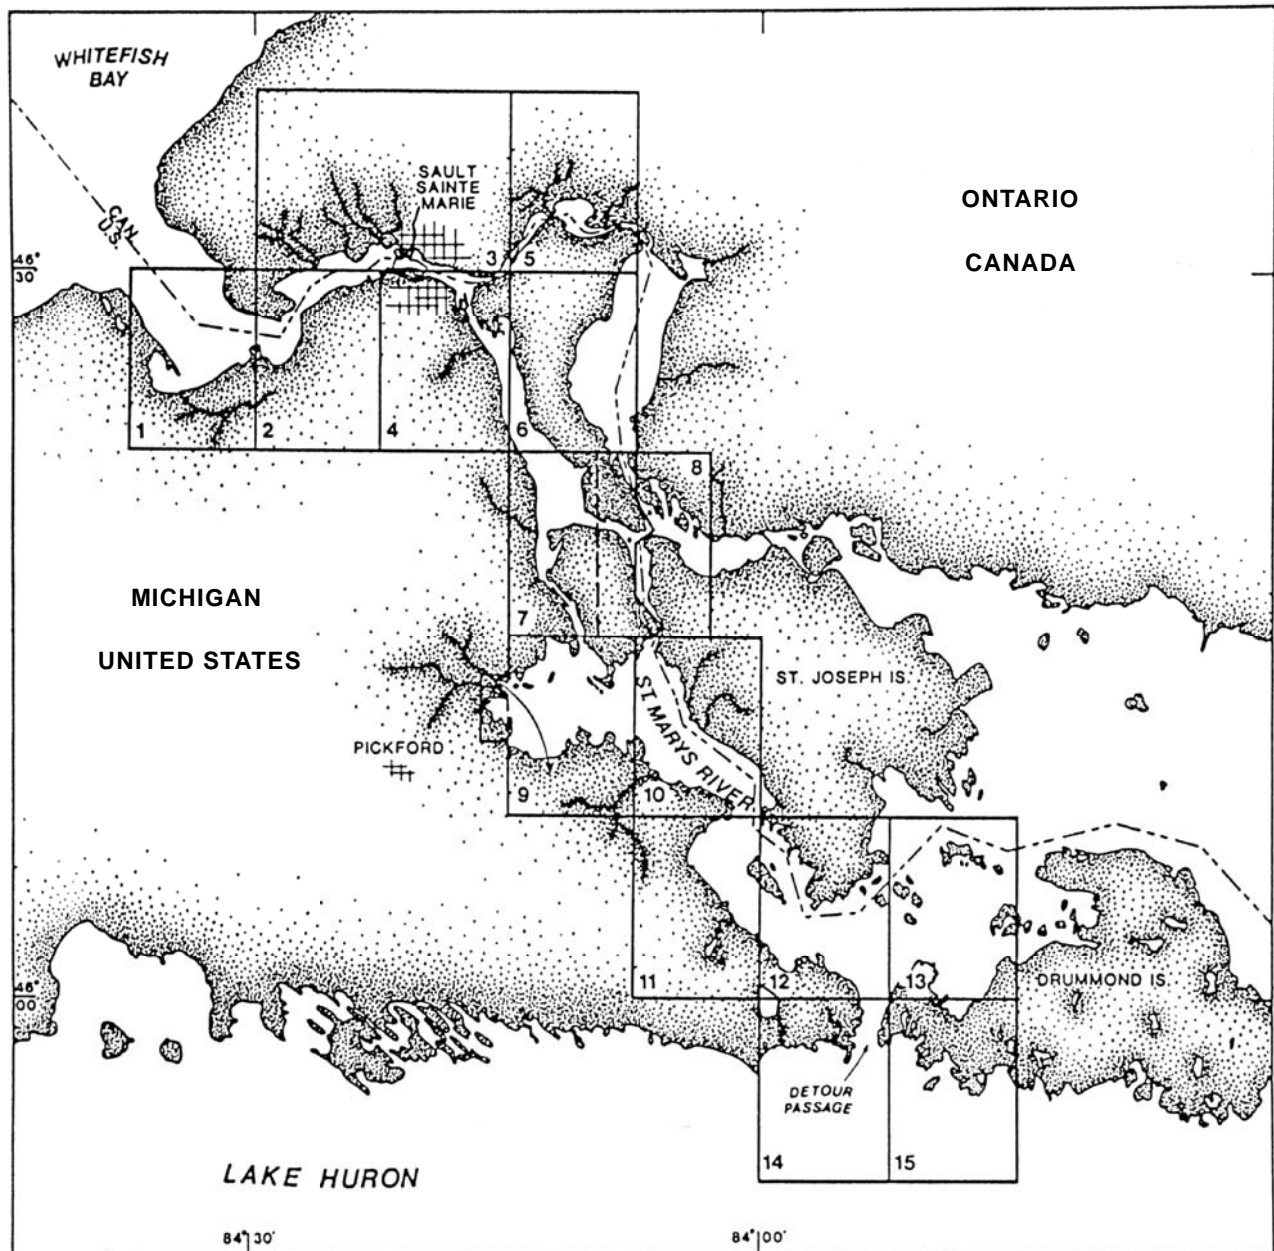 WHITEFISH
BAY
SAULT
SAINTE
MARIE
ONTARIO
CANADA
CAN.
U.S.
46°
30'
3
5
1
2
4
6
8
MICHIGAN
UNITED STATES
7
ST. JOSEPH IS.
ST. MARYS RIVER
PICKFORD
9
10
46°
00'
11
12
13
DRUMMOND IS.
DETOUR
PASSAGE
14
15
LAKE HURON
84°30'
84°00'